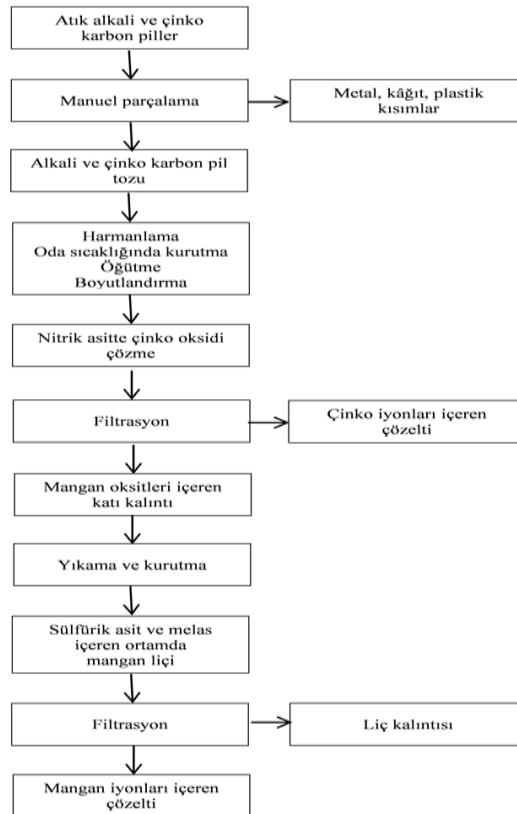 Atık alkali ve çinko
karbon piller
Manuel parçalama
Metal, kâğıt, plastik
kısımlar
Alkali ve çinko karbon pil
tozu
Harmanlama
Oda sıcaklığında kurutma
Öğütme
Boyutlandırma
Nitrik asitte çinko oksidi
çözme
Filtrasyon
Çinko iyonları içeren
çözelti
Mangan oksitleri içeren
katı kalıntı
Yıkama ve kurutma
Sülfürik asit ve melas
içeren ortamda
mangan liçi
Filtrasyon
Liç kalıntısı
Mangan iyonları içeren
çözelti